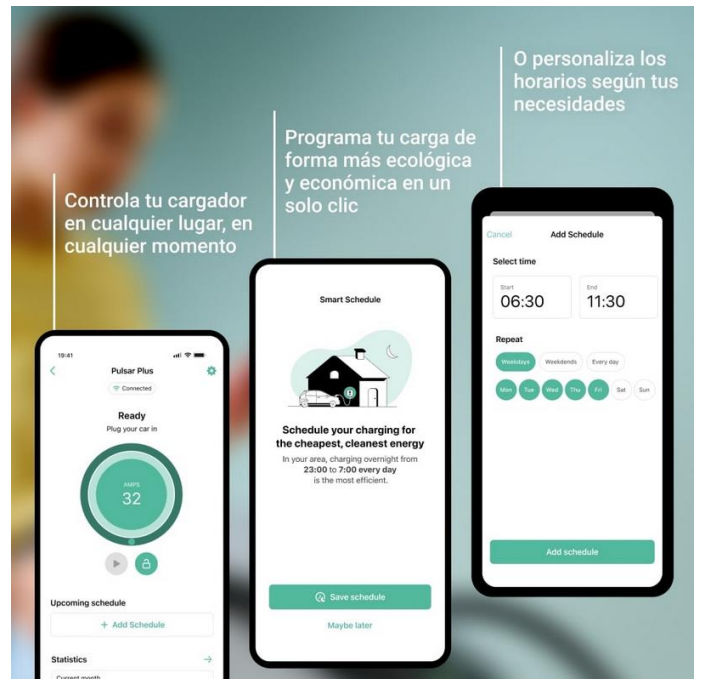 O personaliza los
horarios según tus
necesidades
Programa tu carga de
forma más ecológica
y económica en un
solo clic
Controla tu cargador
en cualquier lugar, en
cualquier momento
19:41
Pulsar Plus
Connected
Ready
Plug your car in
AMPS
32
Upcoming schedule
+ Add Schedule
Statistics
Current month
Smart Schedule
Schedule your charging for
the cheapest, cleanest energy
In your area, charging overnight from
23:00 to 7:00 every day
is the most efficient.
Save schedule
Maybe later
Cancel Add Schedule
Select time
Start End
06:30 11:30
Repeat
Weekdays Weekdends Every day
Mon Tue Wed Thu Fri Sat Sun
Add schedule